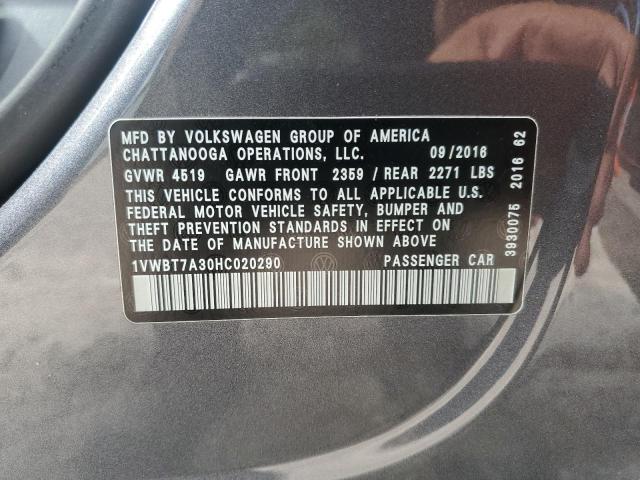 MFD BY VOLKSWAGEN GROUP OF AMERICA
CHATTANOOGA OPERATIONS, LLC. 09/2016
GVWR 4519 GAWR FRONT 2359 / REAR 2271 LBS
THIS VEHICLE CONFORMS TO ALL APPLICABLE U.S.
FEDERAL MOTOR VEHICLE SAFETY, BUMPER AND
THEFT PREVENTION STANDARDS IN EFFECT ON
THE DATE OF MANUFACTURE SHOWN ABOVE.
1VWBT7A30HC020290 PASSENGER CAR
3930075 2016 62